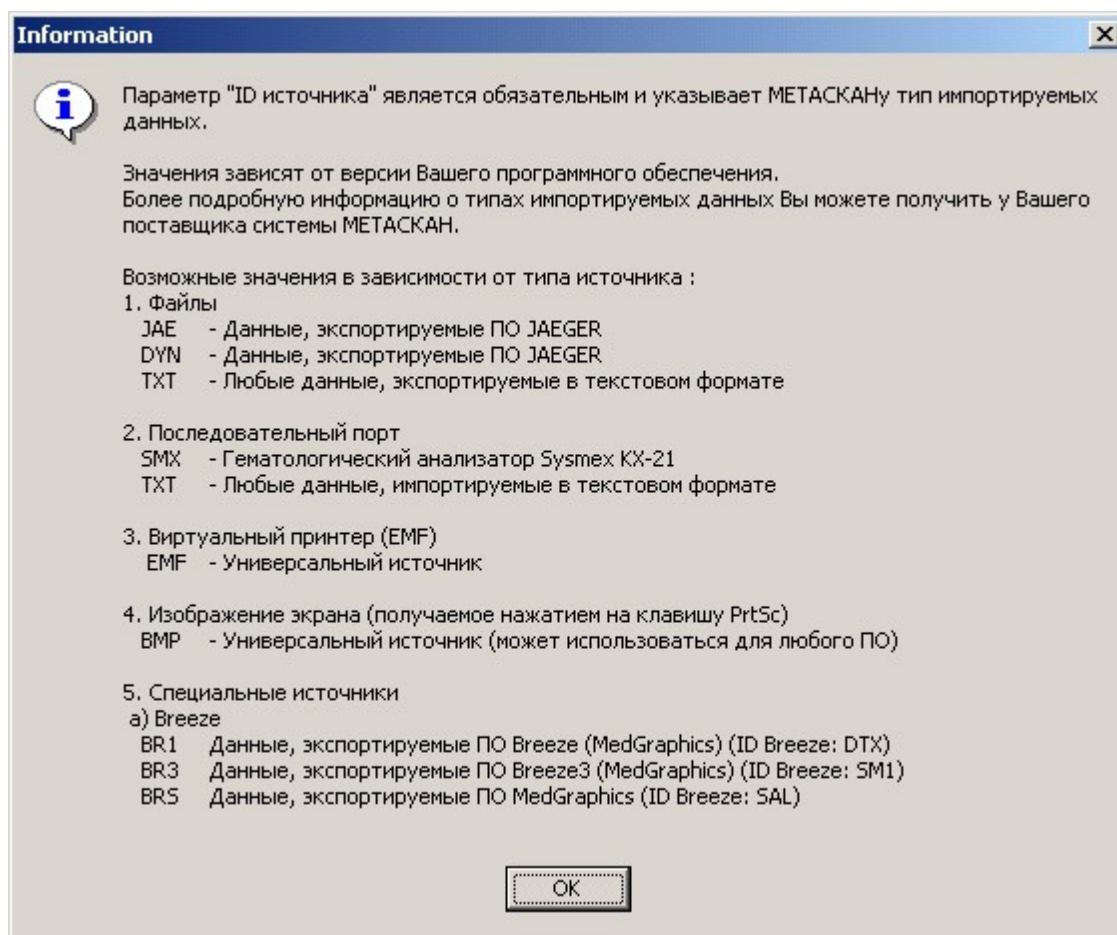 Information
Параметр "ID источника" является обязательным и указывает МЕТАСКАНу тип импортируемых
данных.
Значения зависят от версии Вашего программного обеспечения.
Более подробную информацию о типах импортируемых данных Вы можете получить у Вашего
поставщика системы МЕТАСКАН.
Возможные значения в зависимости от типа источника :
1. Файлы
JAE - Данные, экспортируемые ПО JAEGER
DYN - Данные, экспортируемые ПО JAEGER
TXT - Любые данные, экспортируемые в текстовом формате
2. Последовательный порт
SMX - Гематологический анализатор Sysmex KX-21
TXT - Любые данные, импортируемые в текстовом формате
3. Виртуальный принтер (EMF)
EMF - Универсальный источник
4. Изображение экрана (получаемое нажатием на клавишу PrtSc)
BMP - Универсальный источник (может использоваться для любого ПО)
5. Специальные источники
a) Breeze
BR1 Данные, экспортируемые ПО Breeze (MedGraphics) (ID Breeze: DTX)
BR3 Данные, экспортируемые ПО Breeze3 (MedGraphics) (ID Breeze: SM1)
BRS Данные, экспортируемые ПО MedGraphics (ID Breeze: SAL)
OK